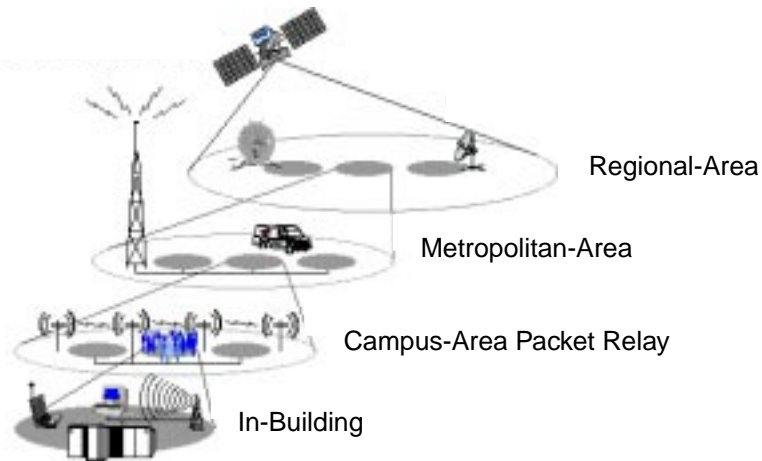 Regional-Area
Metropolitan-Area
Campus-Area Packet Relay
In-Building